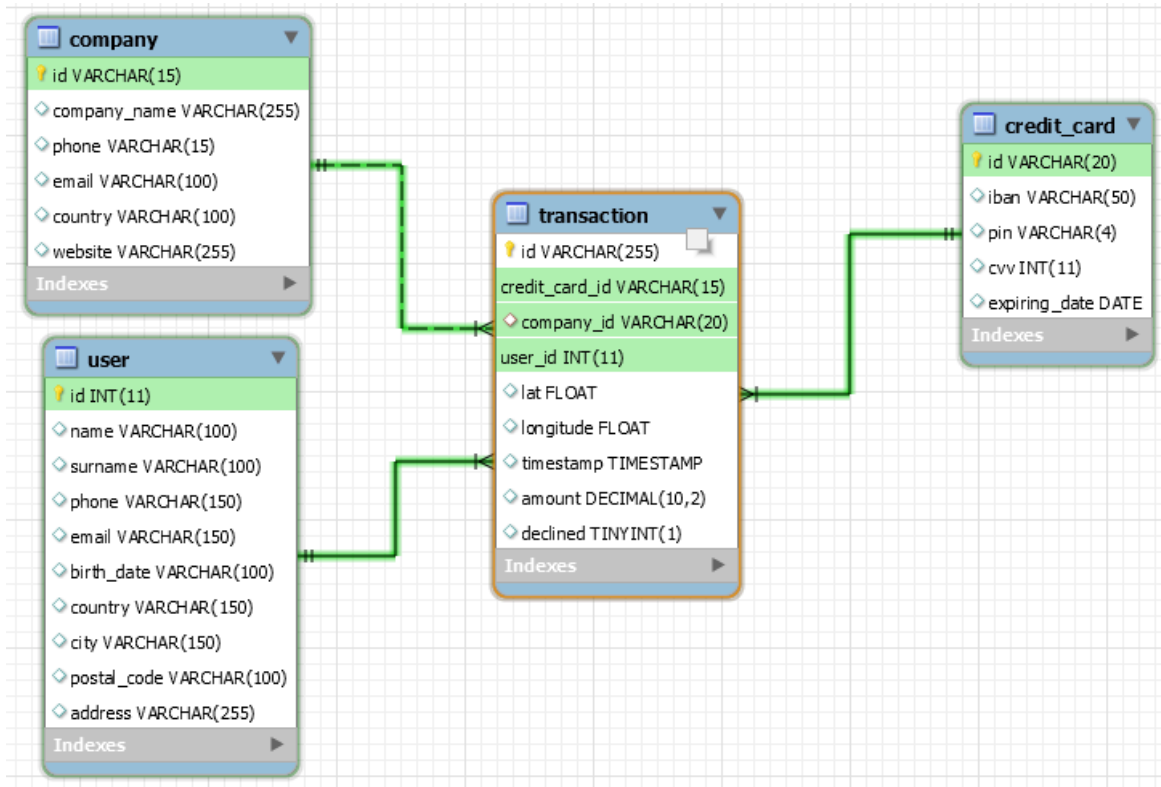 company
id VARCHAR(15)
company_name VARCHAR(255)
phone VARCHAR(15)
email VARCHAR(100)
country VARCHAR(100)
website VARCHAR(255)
Indexes
user
id INT(11)
name VARCHAR(100)
surname VARCHAR(100)
phone VARCHAR(150)
email VARCHAR(150)
birth_date VARCHAR(100)
country VARCHAR(150)
city VARCHAR(150)
postal_code VARCHAR(100)
address VARCHAR(255)
Indexes
transaction
id VARCHAR(255)
credit_card_id VARCHAR(15)
company_id VARCHAR(20)
user_id INT(11)
lat FLOAT
longitude FLOAT
timestamp TIMESTAMP
amount DECIMAL(10,2)
declined TINYINT(1)
Indexes
credit_card
id VARCHAR(20)
iban VARCHAR(50)
pin VARCHAR(4)
cvv INT(11)
expiring_date DATE
Indexes